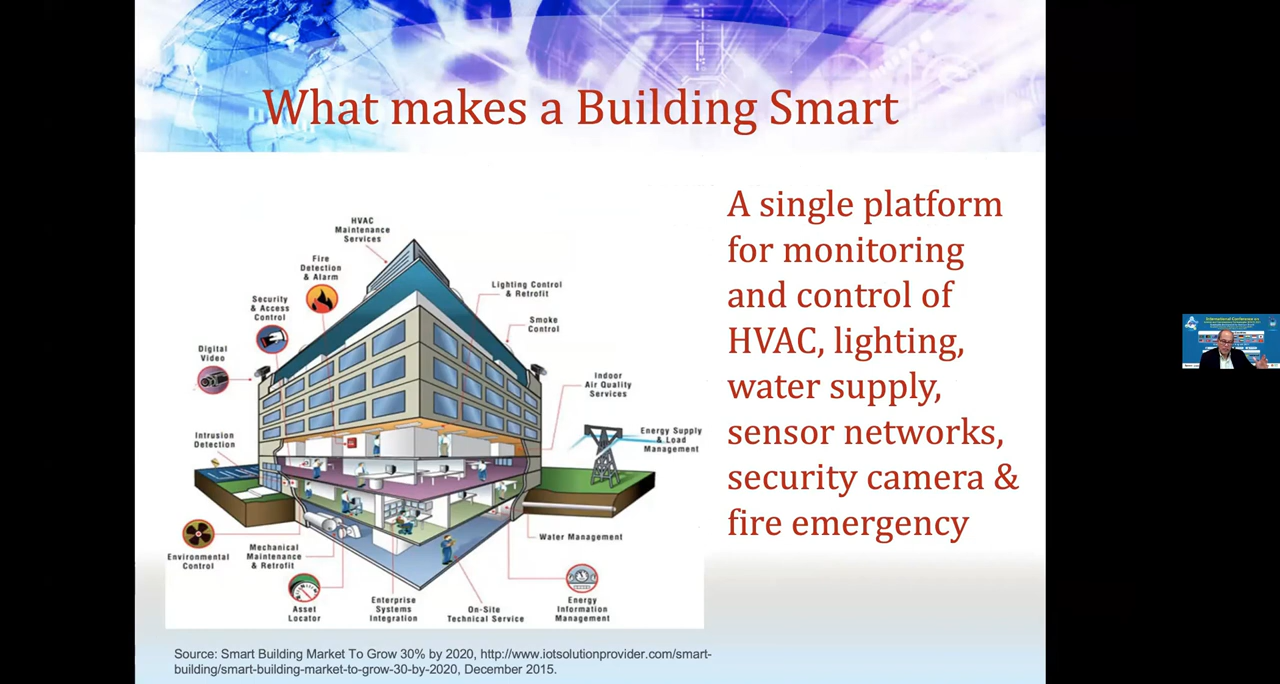 What makes a Building Smart
A single platform
for monitoring
and control of
HVAC, lighting,
water supply,
sensor networks,
security camera &
fire emergency
HVAC
Maintenance
Services
Fire
Detection
& Alarm
Security
& Access
Control
Digital
Video
Intrusion
Detection
Environmental
Control
Mechanical
Maintenance
& Retrofit
Asset
Locator
Enterprise
Systems
Integration
On-Site
Technical Service
Energy
Information
Management
Water Management
Energy Supply
& Load
Management
Indoor
Air Quality
Services
Smoke
Control
Lighting Control
& Retrofit
Source: Smart Building Market To Grow 30% by 2020, http://www.iotsolutionprovider.com/smart-
building/smart-building-market-to-grow-30-by-2020, December 2015.
International Conference on